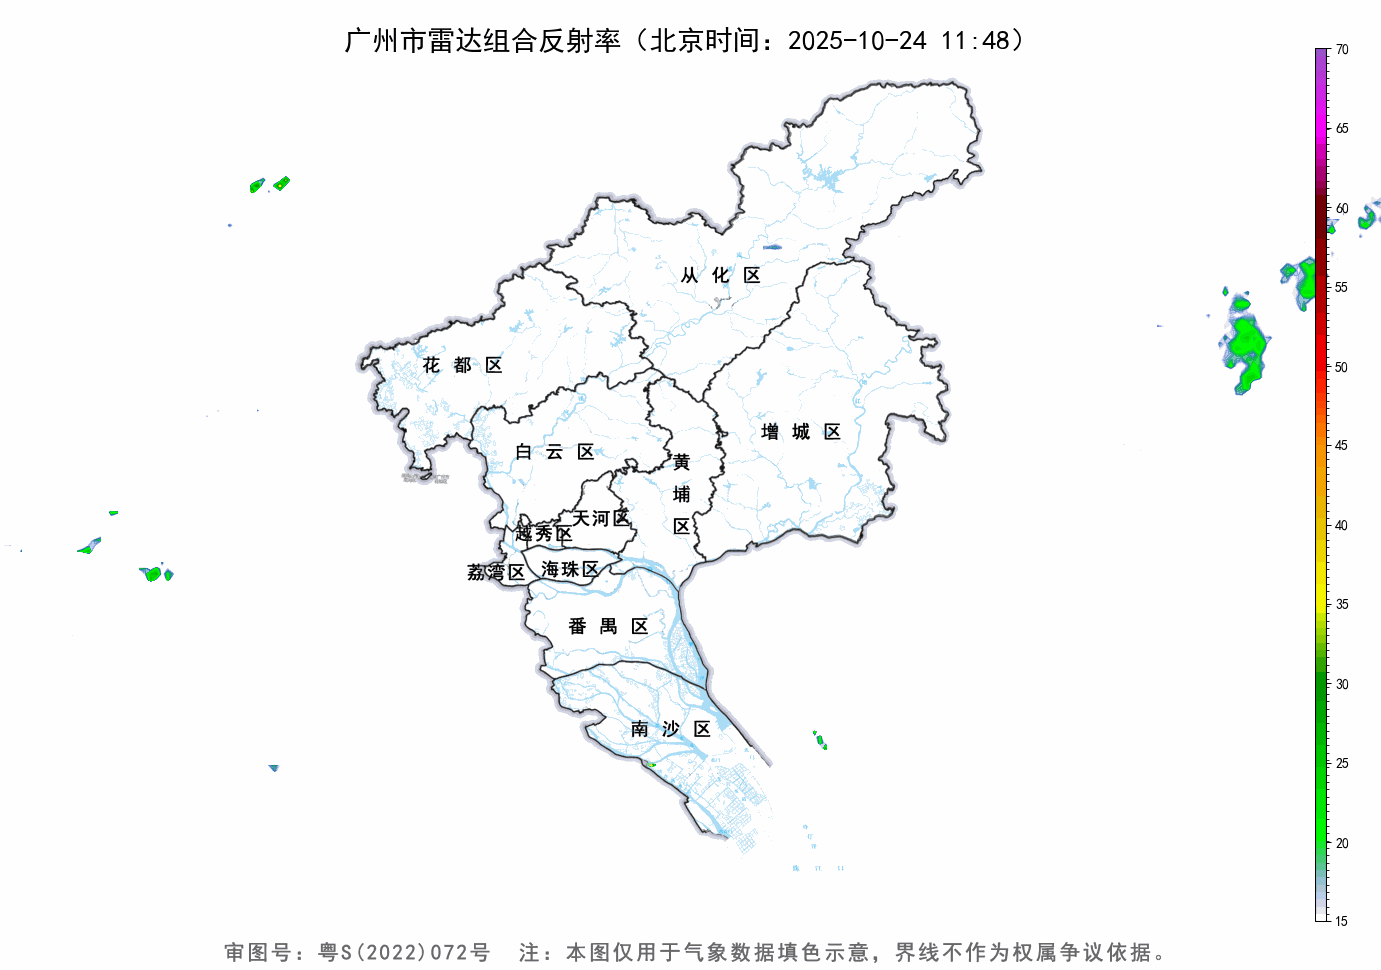 广州市雷达组合反射率（北京时间：2025-10-24 11:48）
70
65
60
55
50
45
40
35
30
25
20
15
从化区
花都区
增城区
白云区
黄埔区
天河区
越秀区
海珠区
荔湾区
番禺区
南沙区
审图号：粤S(2022)072号 注：本图仅用于气象数据填色示意，界线不作为权属争议依据。